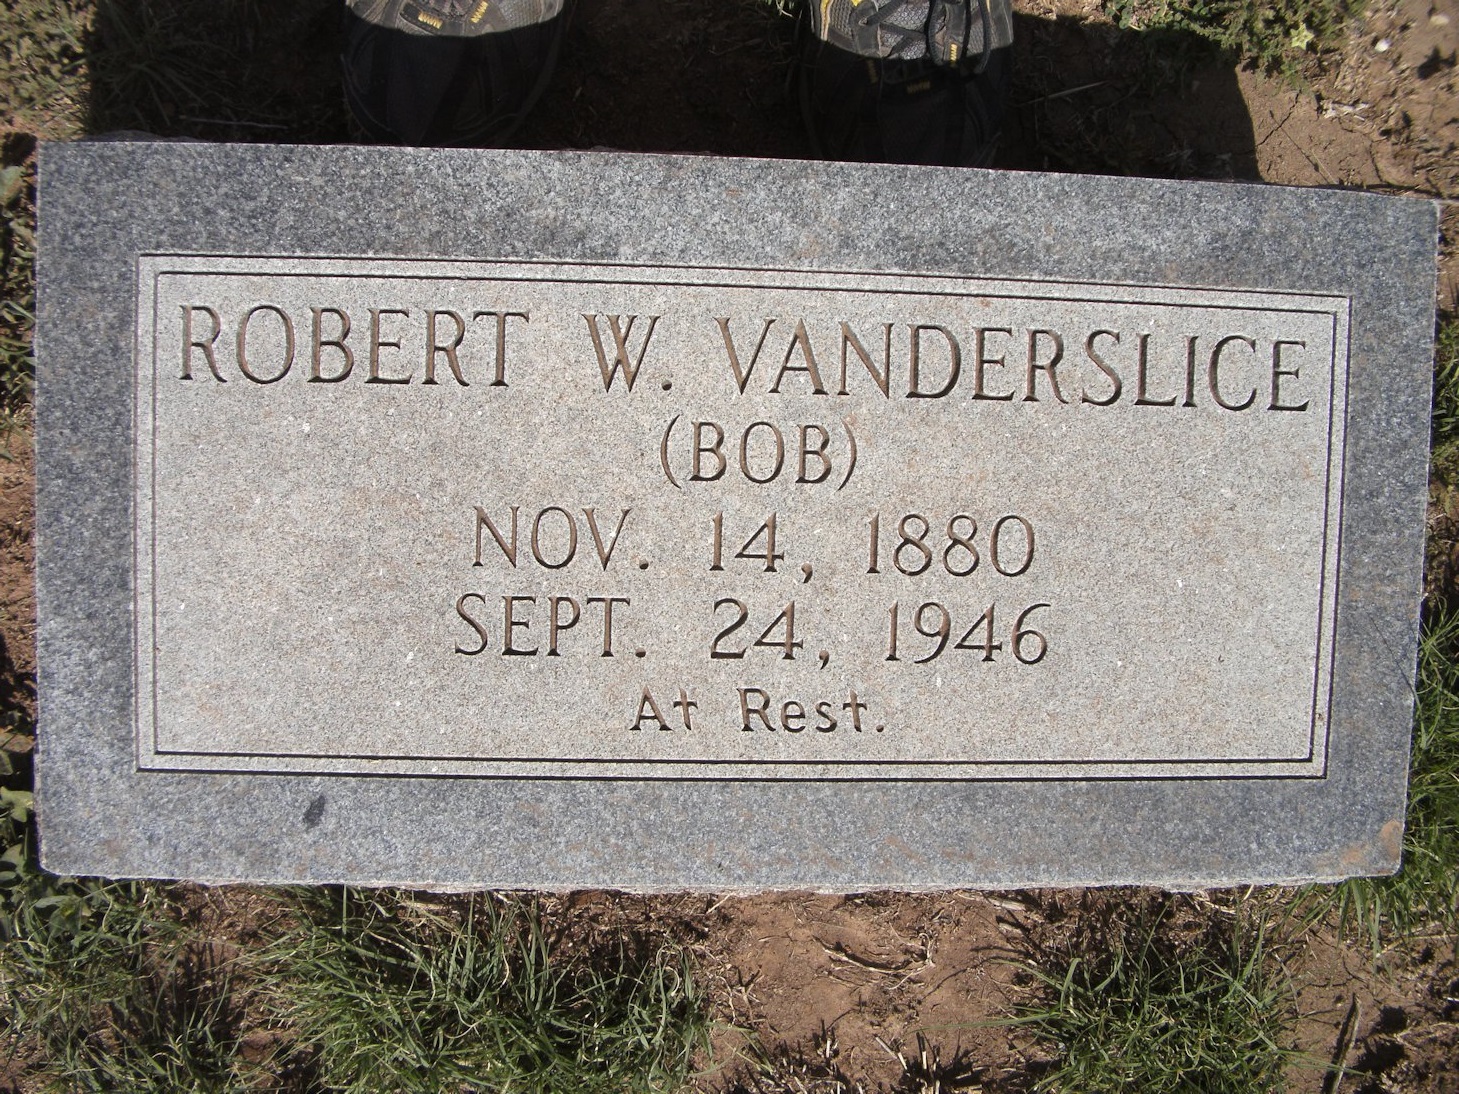 ROBERT W. VANDERSLICE
(BOB)
NOV. 14, 1880
SEPT. 24, 1946
At Rest.